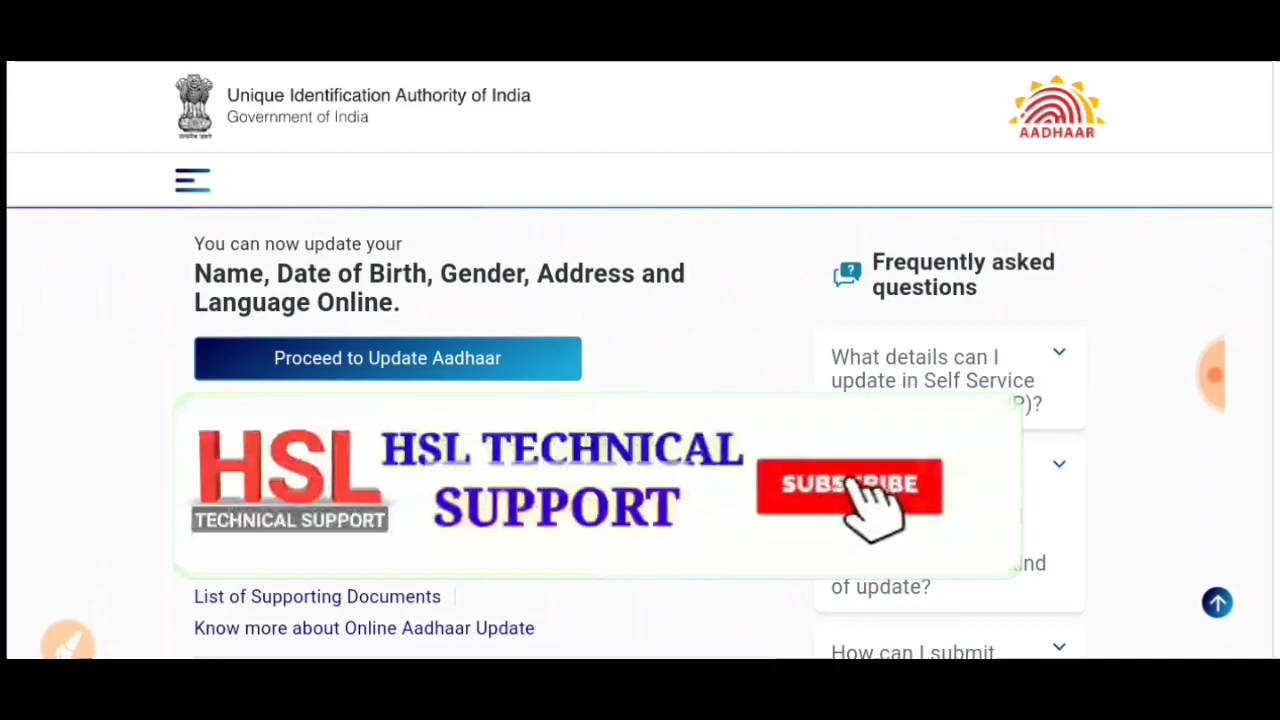 Unique Identification Authority of India
Government of India
AADHAAR
You can now update your
Name, Date of Birth, Gender, Address and
Language Online.
Proceed to Update Aadhaar
HSL
TECHNICAL SUPPORT
HSL TECHNICAL
SUPPORT
SUBSCRIBE
List of Supporting Documents
Know more about Online Aadhaar Update
Frequently asked
questions
What details can I
update in Self Service
P)?
of update?
How can I submit